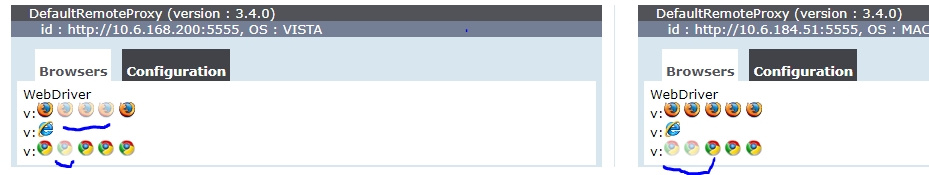 DefaultRemoteProxy (version : 3.4.0)
id : http://10.6.168.200:5555, OS : VISTA
Browsers Configuration
WebDriver
v:
v:
v:
DefaultRemoteProxy (version : 3.4.0)
id : http://10.6.184.51:5555, OS : MAC
Browsers Configuration
WebDriver
v:
v:
v: